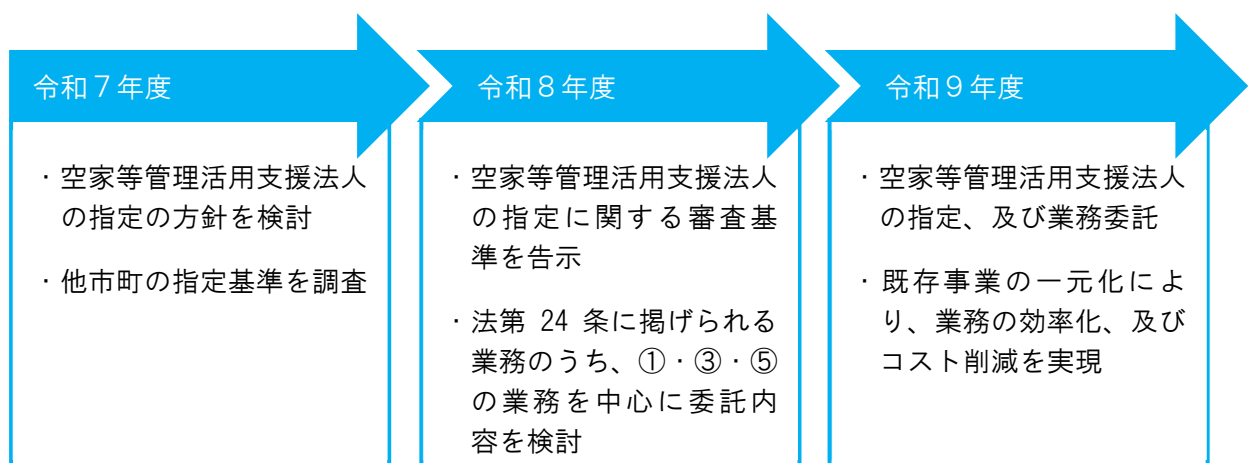 令和７年度
・空家等管理活用支援法人
の指定の方針を検討
・他市町の指定基準を調査
令和８年度
・空家等管理活用支援法人
の指定に関する審査基
準を告示
・法第 24 条に掲げられる
業務のうち、①・③・⑤
の業務を中心に委託内
容を検討
令和９年度
・空家等管理活用支援法人
の指定、及び業務委託
・既存事業の一元化によ
り、業務の効率化、及び
コスト削減を実現